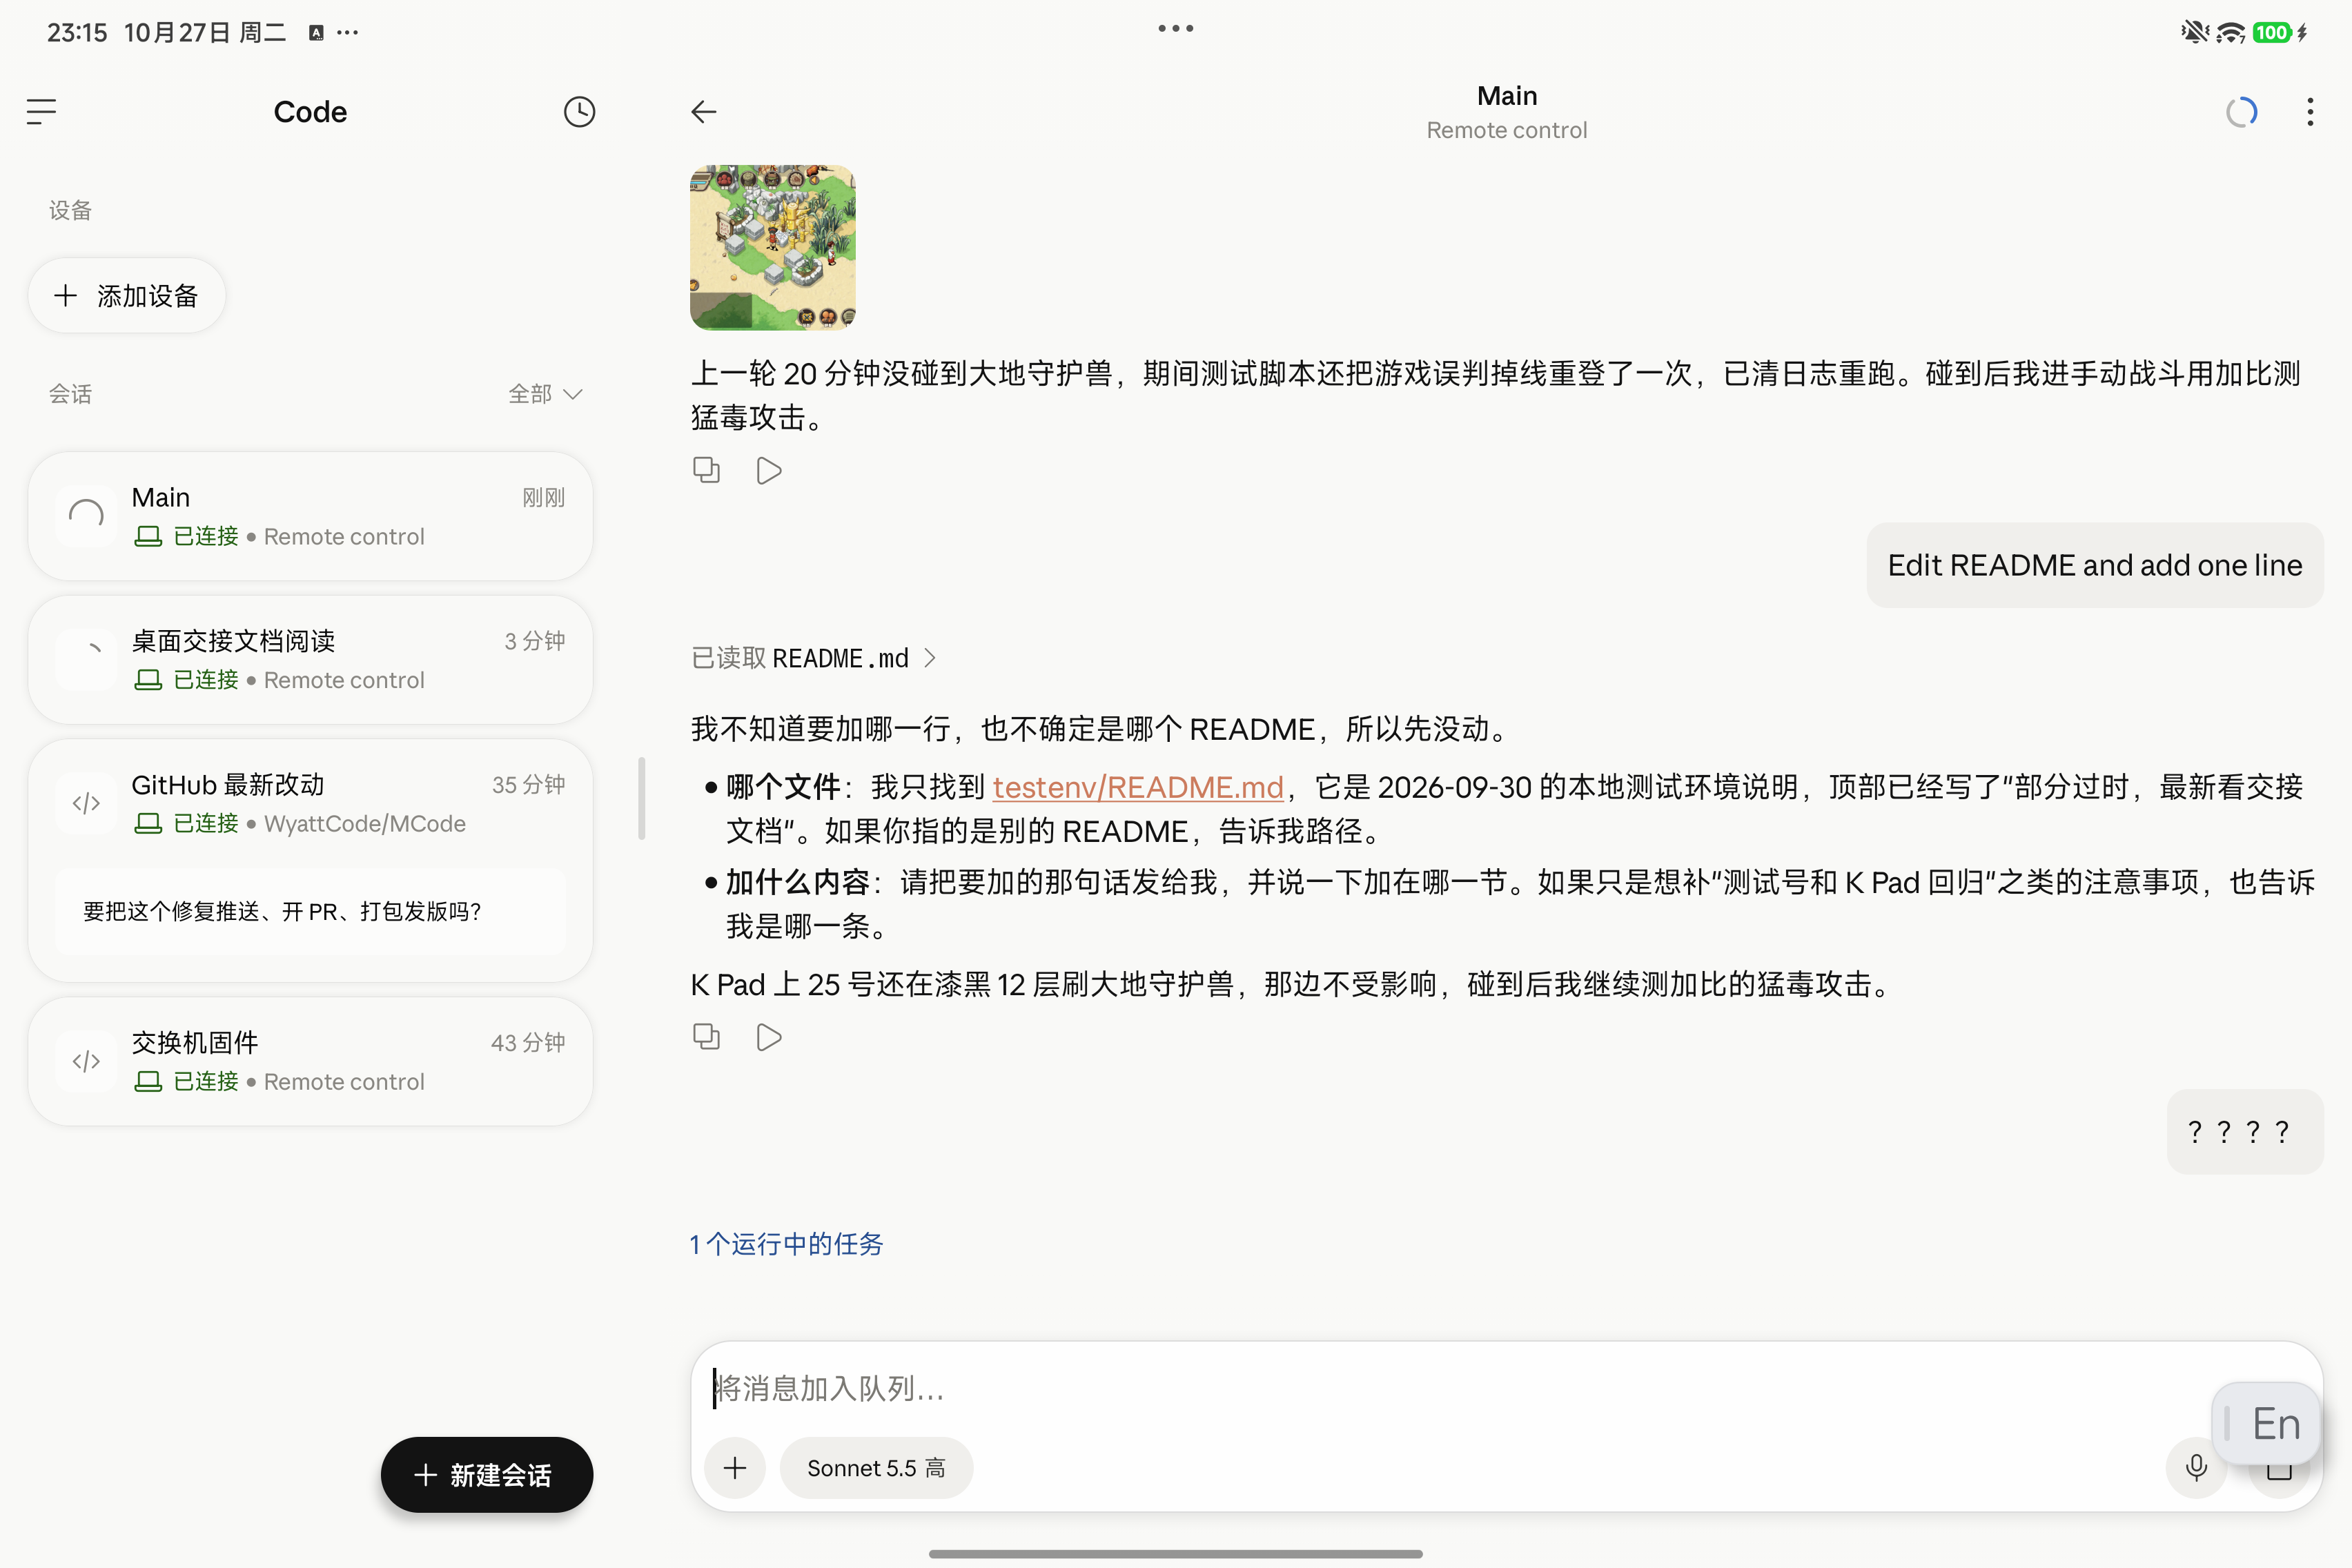 23:15 10月27日 周二
100
Code
设备
添加设备
会话
全部
Main
刚刚
已连接 • Remote control
桌面交接文档阅读
3 分钟
已连接 • Remote control
GitHub 最新改动
35 分钟
已连接 • WyattCode/MCode
要把这个修复推送、开 PR、打包发版吗？
交换机固件
43 分钟
已连接 • Remote control
新建会话
Main
Remote control
上一轮 20 分钟没碰到大地守护兽，期间测试脚本还把游戏误判掉线重登了一次，已清日志重跑。碰到后我进手动战斗用加比测
猛毒攻击。
Edit README and add one line
已读取 README.md
我不知道要加哪一行，也不确定是哪个 README，所以先没动。
• 哪个文件：我只找到 testenv/README.md，它是 2026-09-30 的本地测试环境说明，顶部已经写了"部分过时，最新看交接
文档"。如果你指的是别的 README，告诉我路径。
• 加什么内容：请把要加的那句话发给我，并说一下加在哪一节。如果只是想补"测试号和 K Pad 回归"之类的注意事项，也告诉
我是哪一条。
K Pad 上 25 号还在漆黑 12 层刷大地守护兽，那边不受影响，碰到后我继续测加比的猛毒攻击。
？？？？
1 个运行中的任务
将消息加入队列...
Sonnet 5.5 高
En